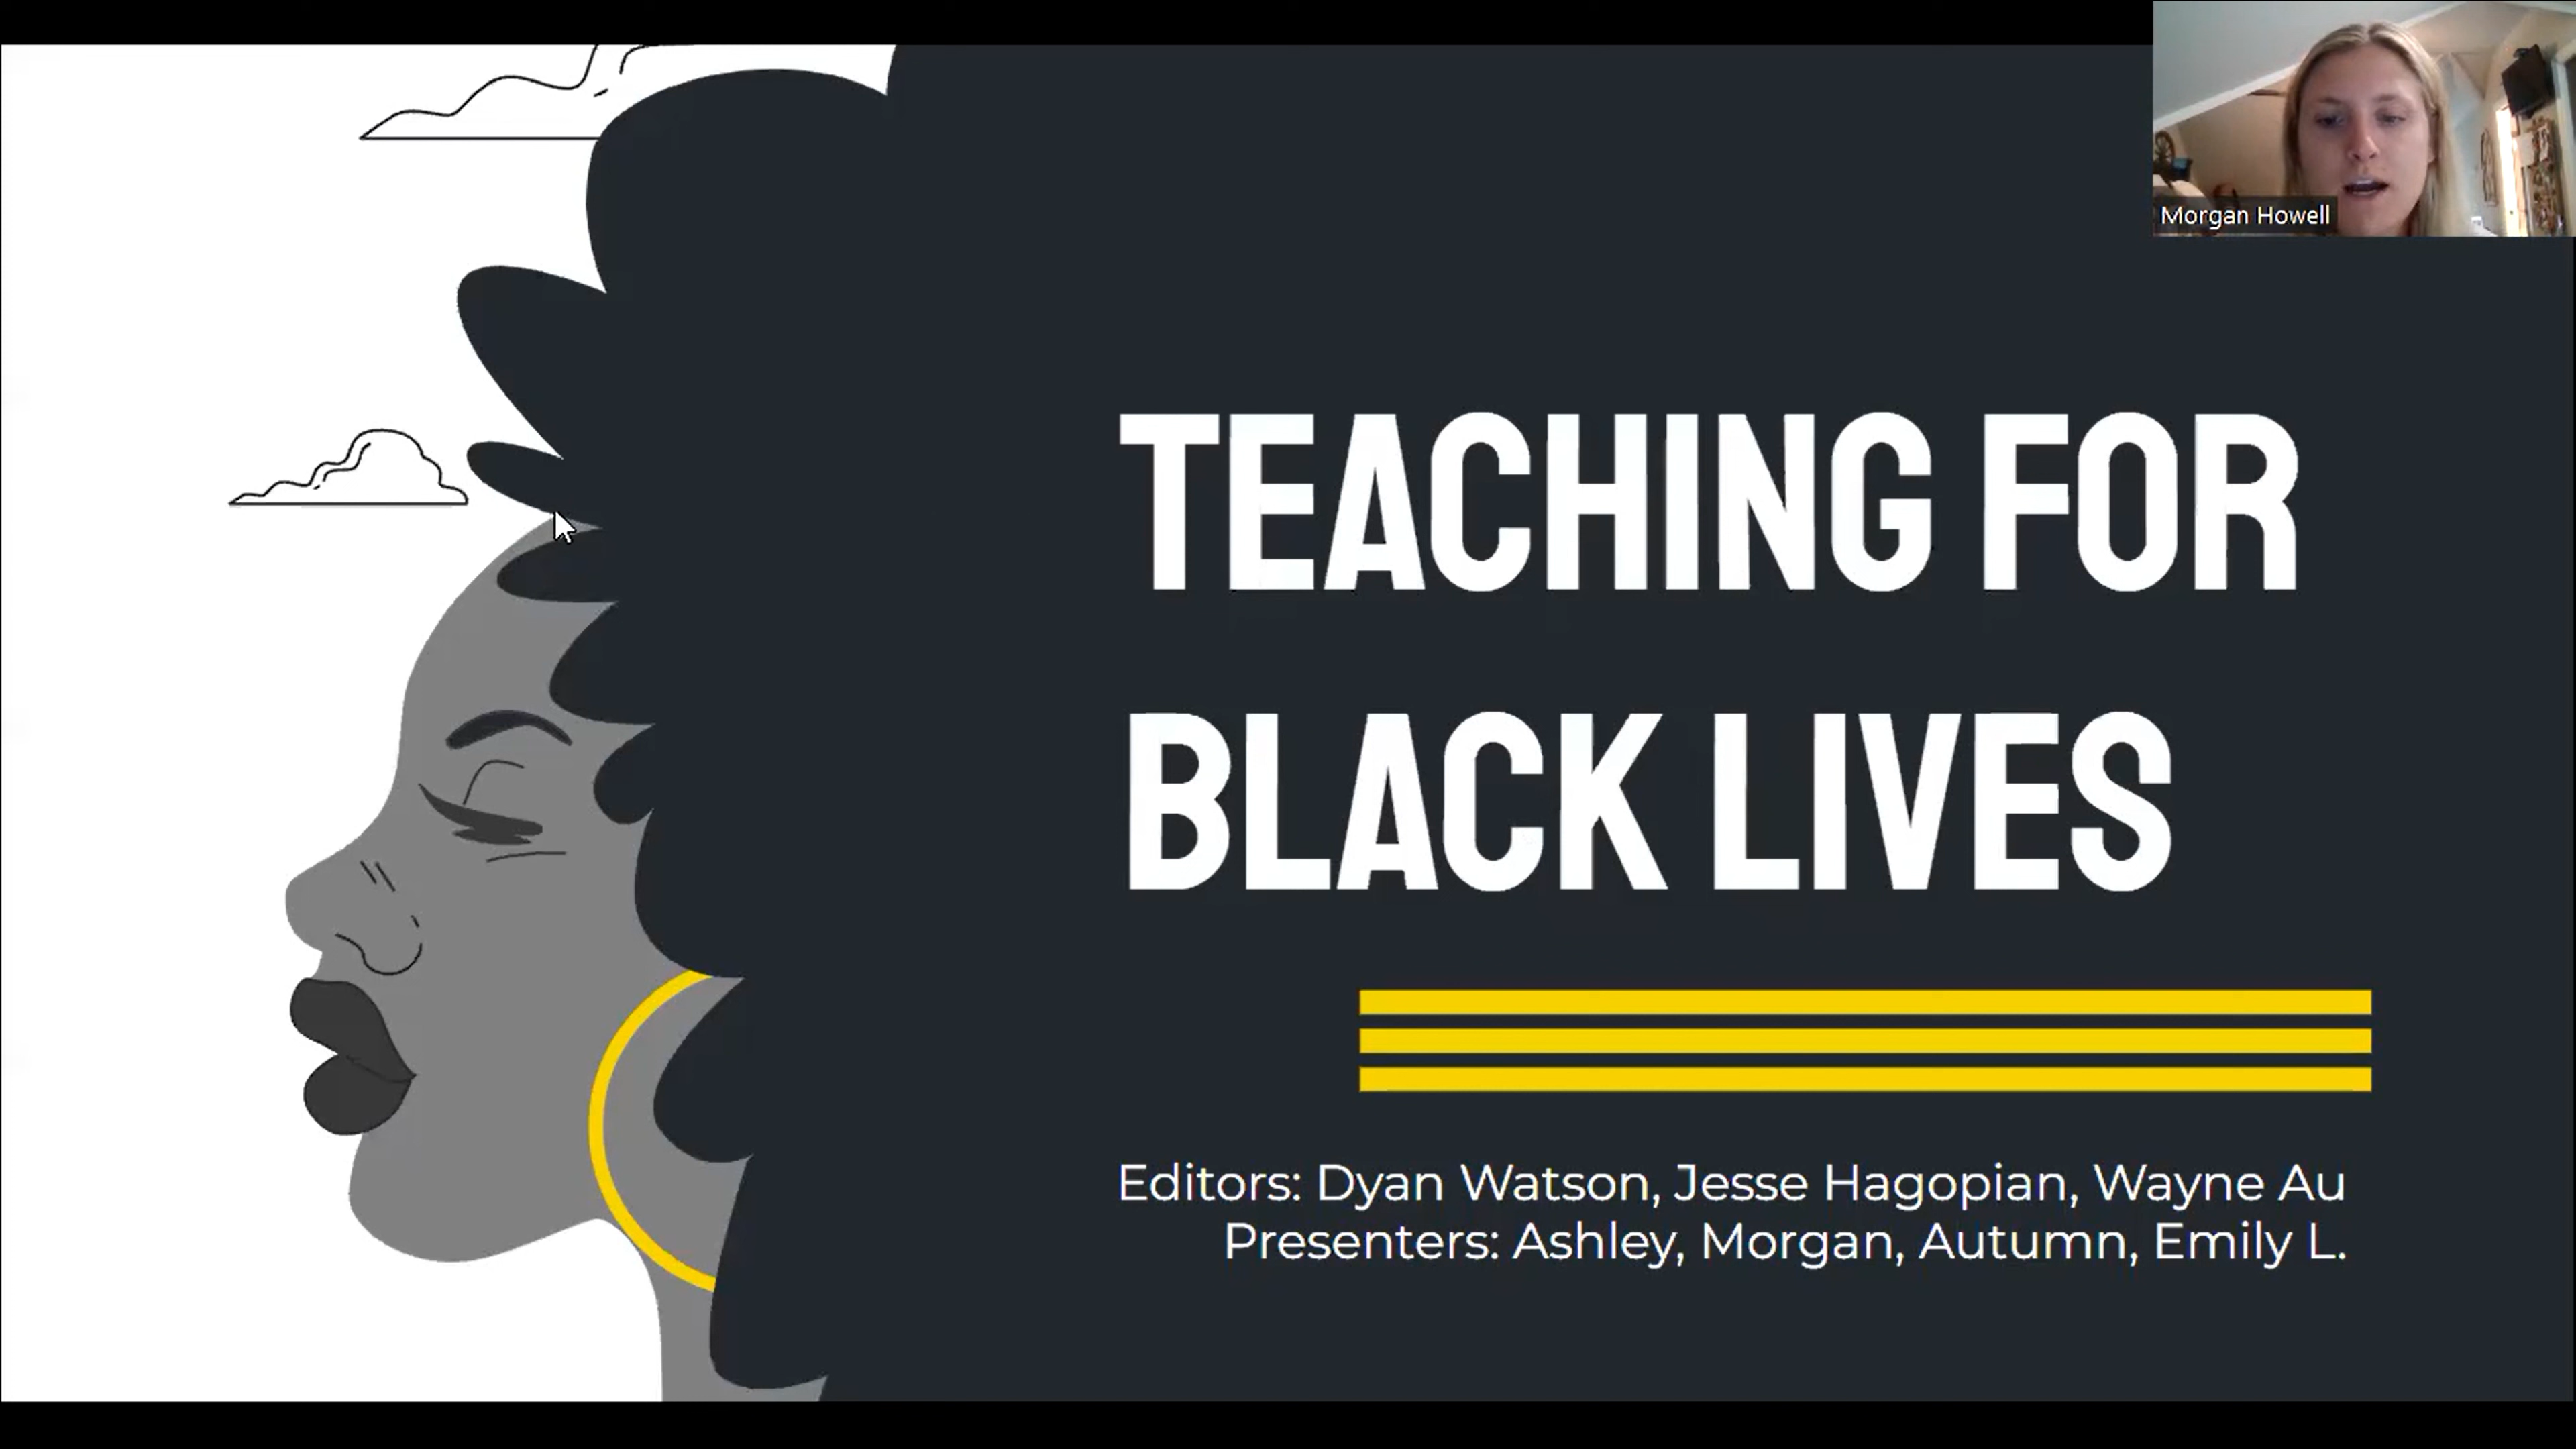 Morgan Howell
TEACHING FOR
BLACK LIVES
Editors: Dyan Watson, Jesse Hagopian, Wayne Au
Presenters: Ashley, Morgan, Autumn, Emily L.